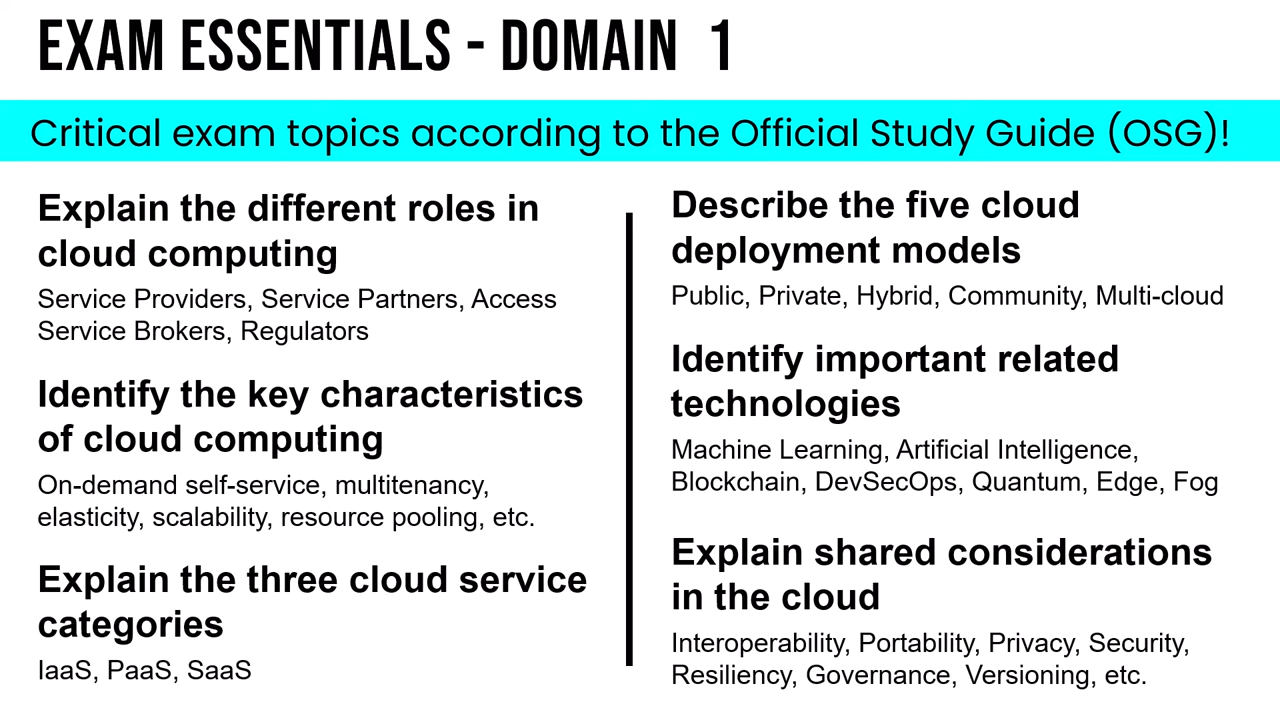 EXAM ESSENTIALS - DOMAIN 1
Critical exam topics according to the Official Study Guide (OSG)!
Explain the different roles in
cloud computing
Service Providers, Service Partners, Access
Service Brokers, Regulators
Identify the key characteristics
of cloud computing
On-demand self-service, multitenancy,
elasticity, scalability, resource pooling, etc.
Explain the three cloud service
categories
IaaS, PaaS, SaaS
Describe the five cloud
deployment models
Public, Private, Hybrid, Community, Multi-cloud
Identify important related
technologies
Machine Learning, Artificial Intelligence,
Blockchain, DevSecOps, Quantum, Edge, Fog
Explain shared considerations
in the cloud
Interoperability, Portability, Privacy, Security,
Resiliency, Governance, Versioning, etc.